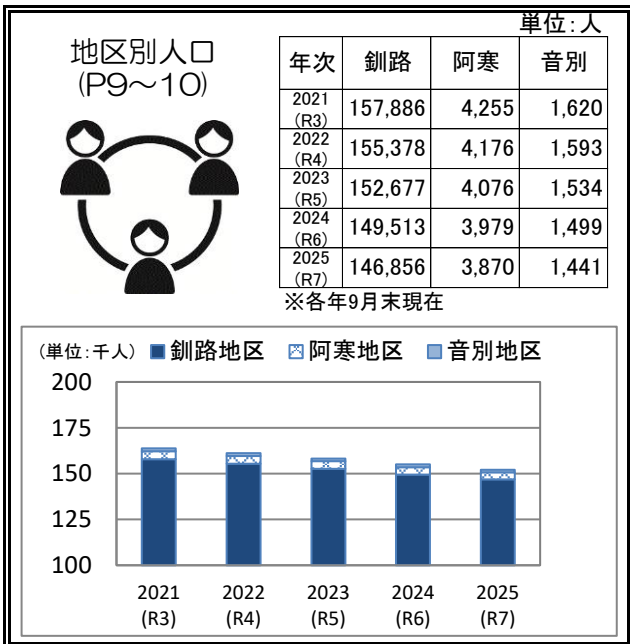 地区別人口
(P9～10)
単位:人
年次 釧路 阿寒 音別
2021
(R3) 157,886 4,255 1,620
2022
(R4) 155,378 4,176 1,593
2023
(R5) 152,677 4,076 1,534
2024
(R6) 149,513 3,979 1,499
2025
(R7) 146,856 3,870 1,441
※各年9月末現在
(単位:千人) 釧路地区 阿寒地区 音別地区
200
175
150
125
100
2021 2022 2023 2024 2025
(R3) (R4) (R5) (R6) (R7)